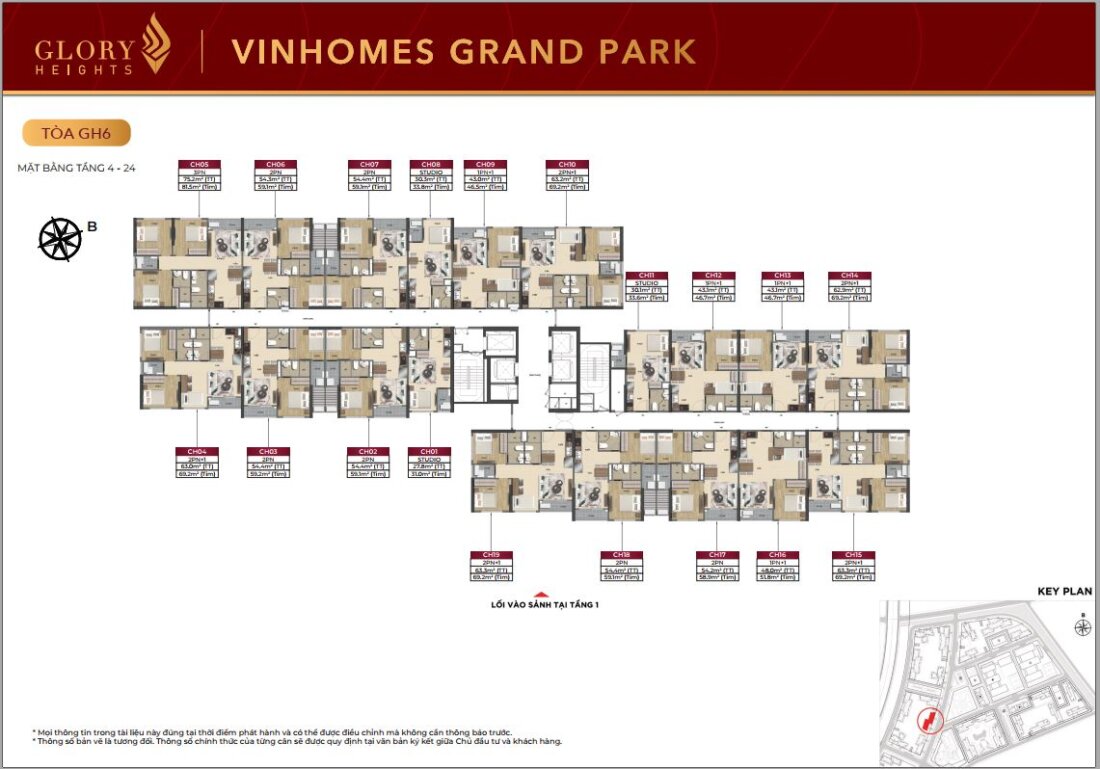 GLORY
HEIGHTS
VINHOMES GRAND PARK
TÒA GH6
MẶT BẰNG TẦNG 4 - 24
B
CH05
3PN
75.2m² (TT)
81.5m² (Tim)
CH06
2PN
54.3m² (TT)
59.1m² (Tim)
CH07
2PN
54.4m² (TT)
59.1m² (Tim)
CH08
STUDIO
30.3m² (TT)
33.8m² (Tim)
CH09
1PN+1
43.0m² (TT)
46.5m² (Tim)
CH10
2PN+1
63.2m² (TT)
69.2m² (Tim)
CH11
STUDIO
30.1m² (TT)
33.6m² (Tim)
CH12
1PN+1
43.1m² (TT)
46.7m² (Tim)
CH13
1PN+1
43.1m² (TT)
46.7m² (Tim)
CH14
2PN+1
62.9m² (TT)
69.2m² (Tim)
CH04
2PN+1
63.0m² (TT)
69.2m² (Tim)
CH03
2PN
54.4m² (TT)
59.2m² (Tim)
CH02
2PN
54.4m² (TT)
59.1m² (Tim)
CH01
STUDIO
27.8m² (TT)
31.0m² (Tim)
CH19
2PN+1
63.3m² (TT)
69.2m² (Tim)
CH18
2PN
54.4m² (TT)
59.1m² (Tim)
CH17
2PN
54.2m² (TT)
58.9m² (Tim)
CH16
1PN+1
48.0m² (TT)
51.8m² (Tim)
CH15
2PN+1
63.3m² (TT)
69.2m² (Tim)
LỐI VÀO SẢNH TẠI TẦNG 1
KEY PLAN
B
* Mọi thông tin trong tài liệu này đúng tại thời điểm phát hành và có thể được điều chỉnh mà không cần thông báo trước.
* Thông số bản vẽ là tương đối. Thông số chính thức của từng căn sẽ được quy định tại văn bản ký kết giữa Chủ đầu tư và khách hàng.